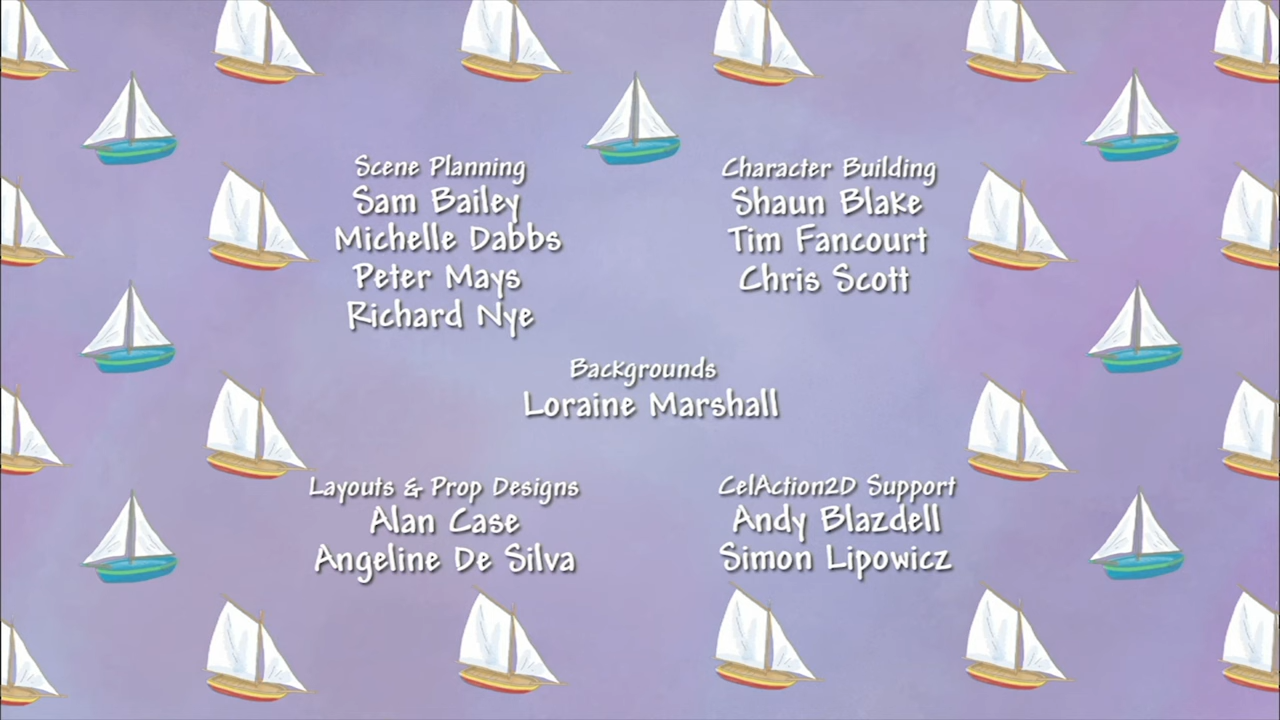 Scene Planning
Sam Bailey
Michelle Dabbs
Peter Mays
Richard Nye
Character Building
Shaun Blake
Tim Fancourt
Chris Scott
Backgrounds
Loraine Marshall
Layouts & Prop Designs
Alan Case
Angeline De Silva
CelAction2D Support
Andy Blazdell
Simon Lipowicz